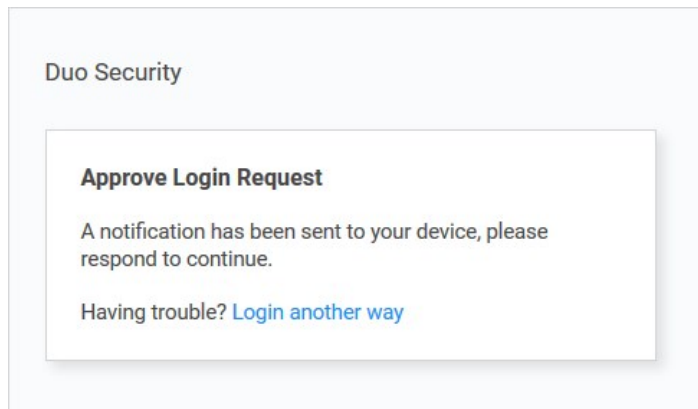 Duo Security
Approve Login Request
A notification has been sent to your device, please
respond to continue.
Having trouble? Login another way